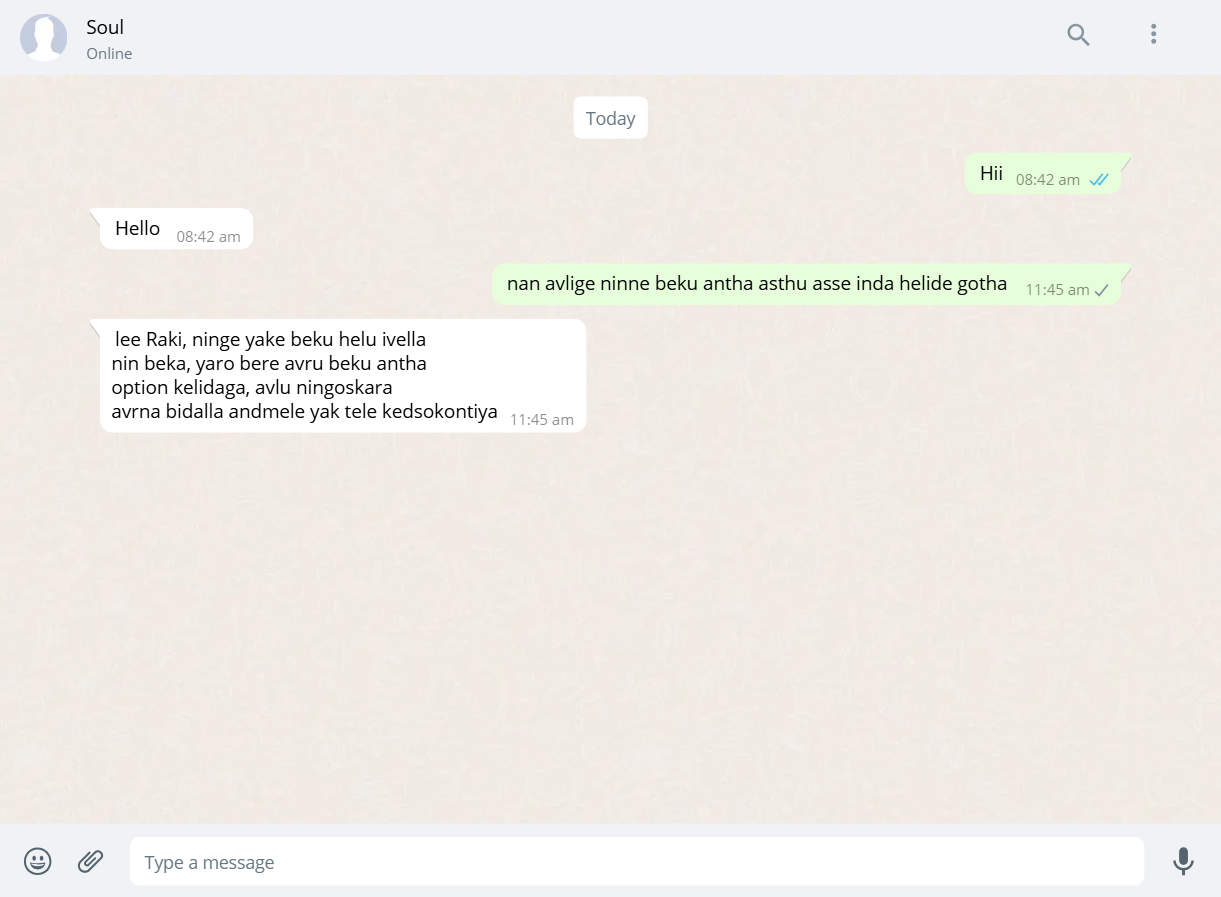 Soul
Online
Today
Hii 08:42 am
Hello 08:42 am
nan avlige ninne beku antha asthu asse inda helide gotha 11:45 am
lee Raki, ninge yake beku helu ivella
nin beka, yaro bere avru beku antha
option kelidaga, avlu ningoskara
avrna bidalla andmele yak tele kedsokontiya 11:45 am
Type a message